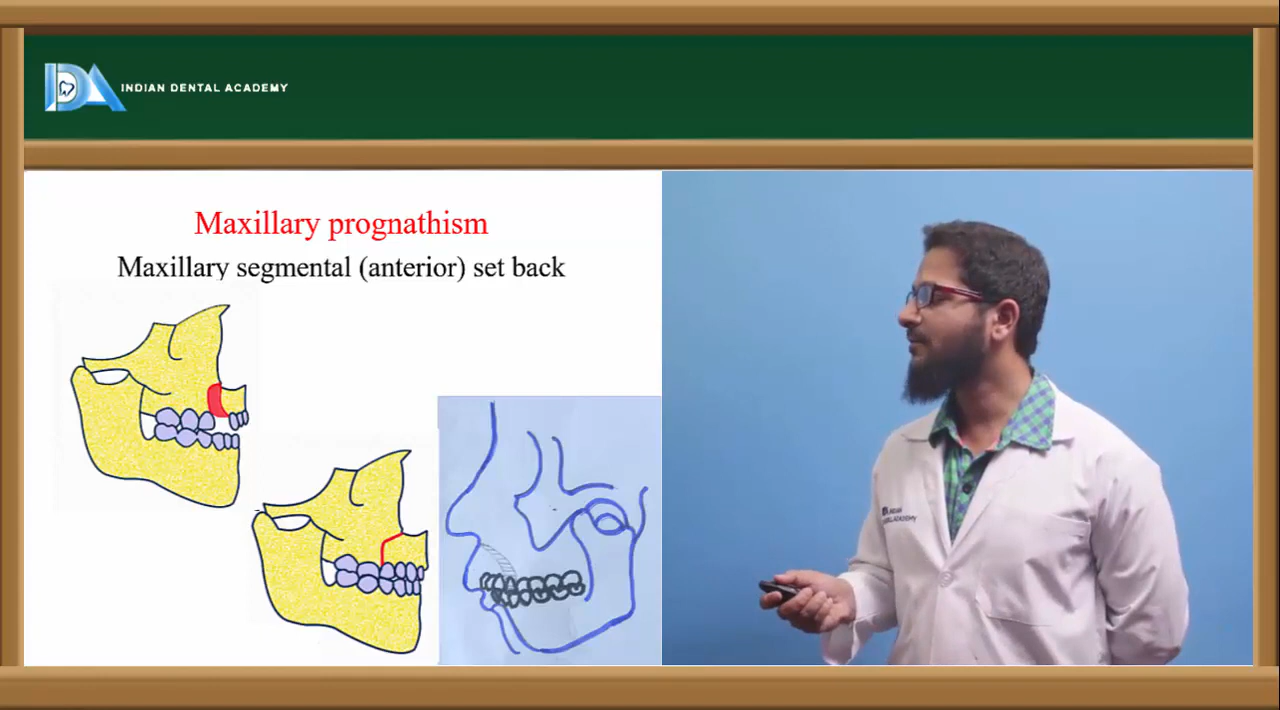 INDIAN DENTAL ACADEMY
Maxillary prognathism
Maxillary segmental (anterior) set back